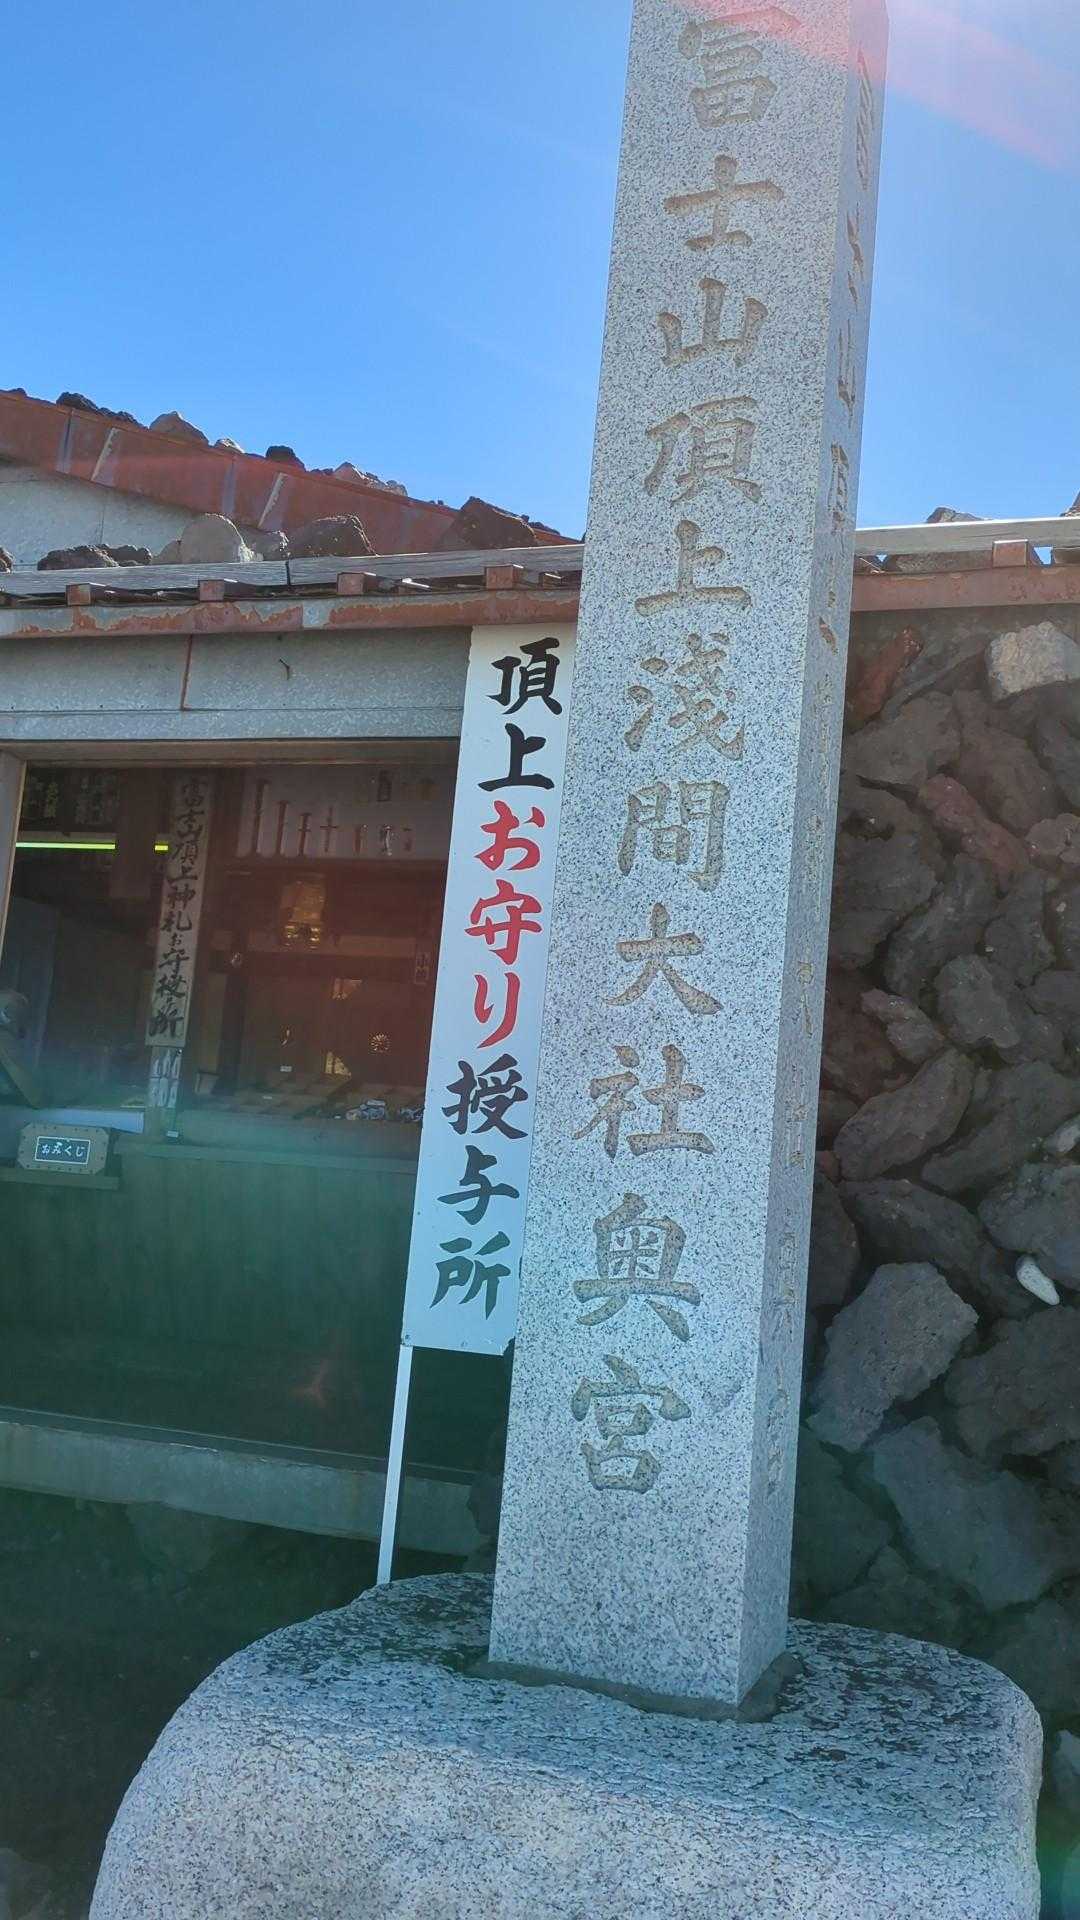 富士山頂上淺間大社奥宮
頂上お守り授与所
富士山頂上神札お守授与所
おみくじ